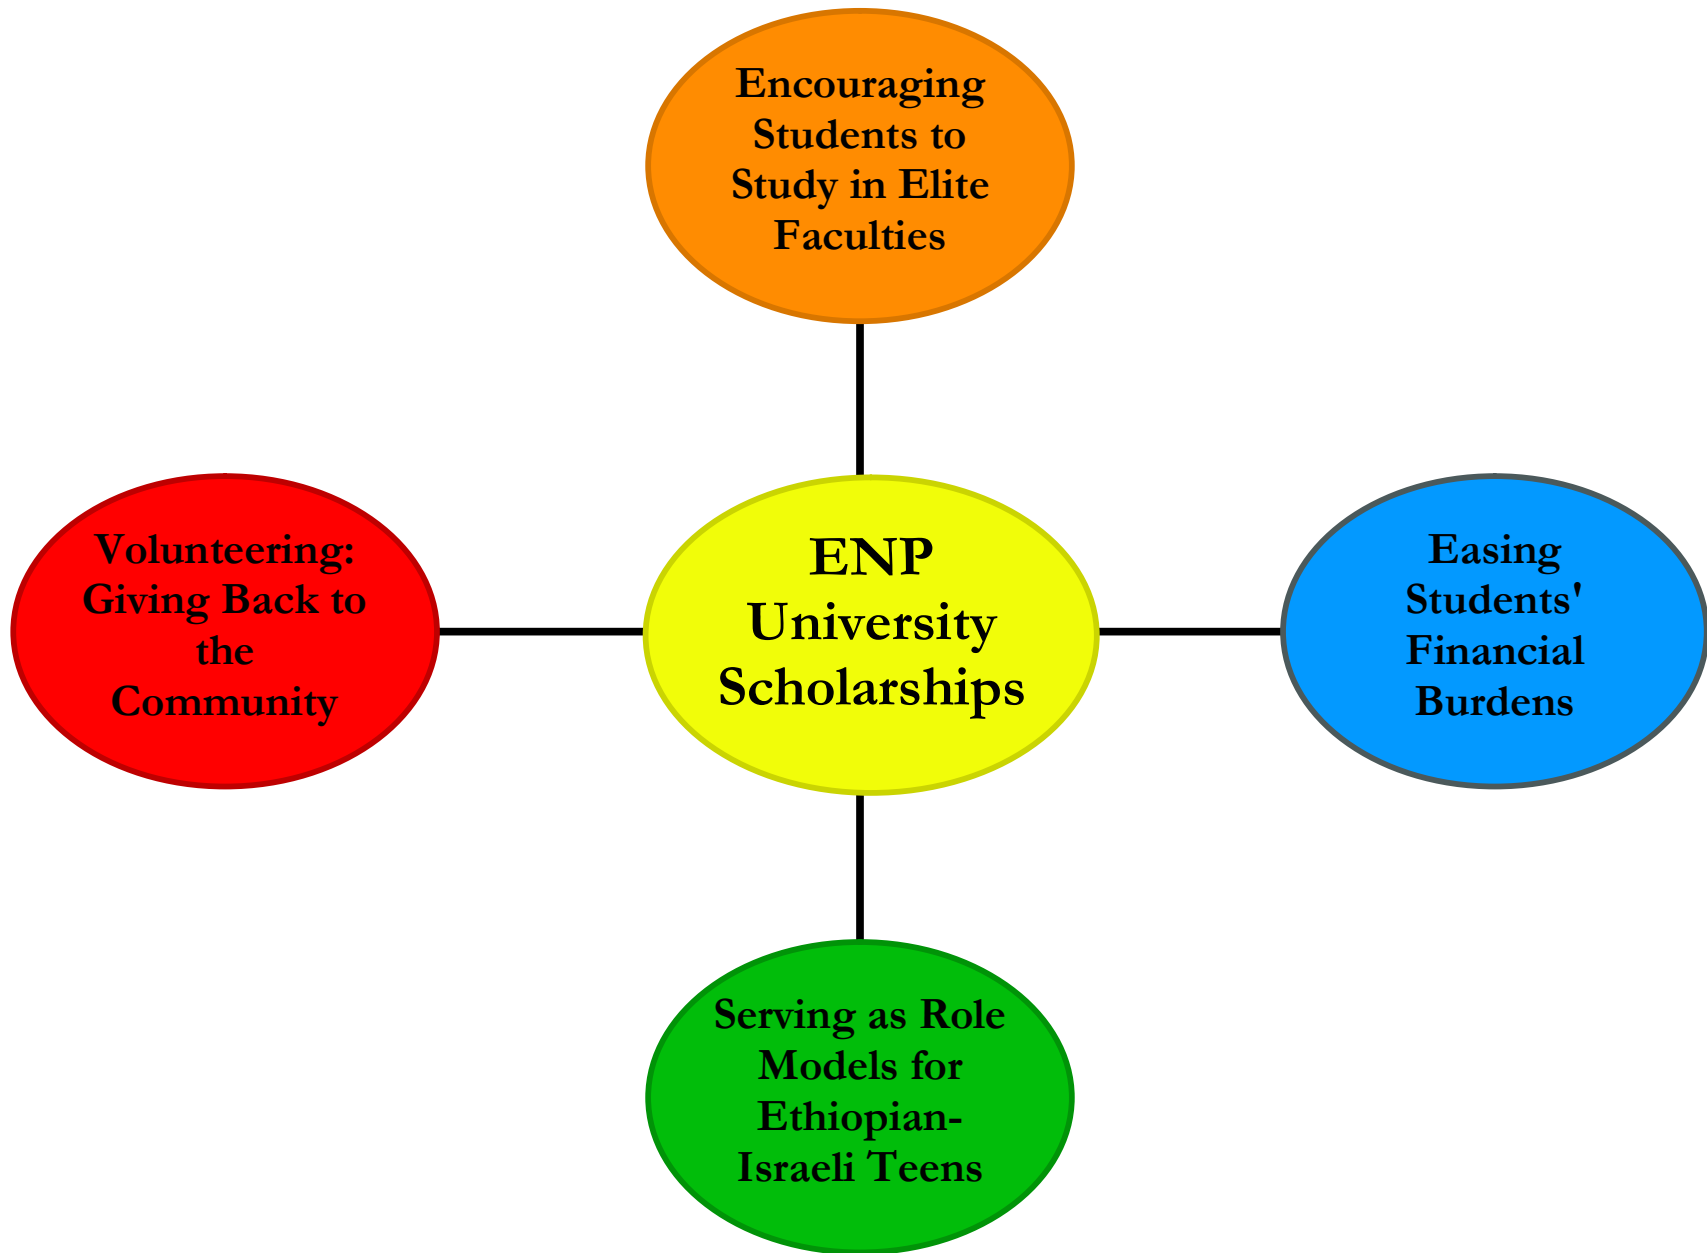 Encouraging
Students to
Study in Elite
Faculties
Volunteering:
Giving Back to
the
Community
ENP
University
Scholarships
Easing
Students'
Financial
Burdens
Serving as Role
Models for
Ethiopian-
Israeli Teens